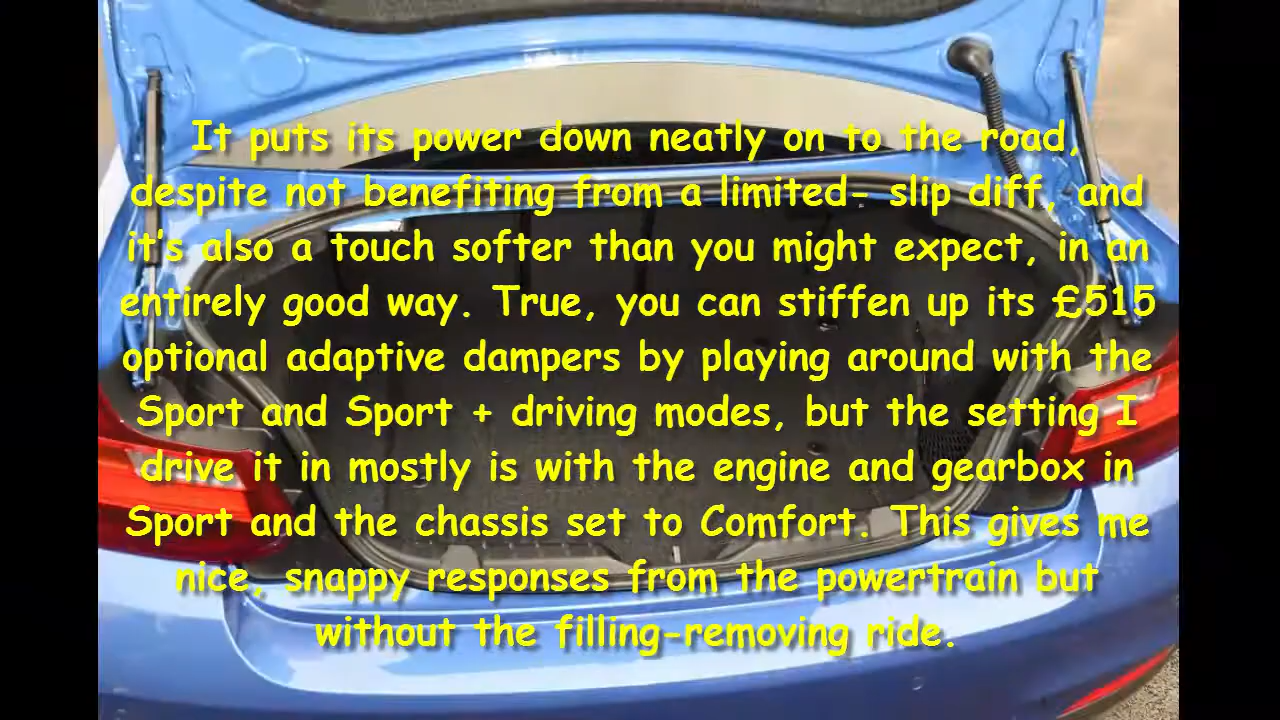 It puts its power down neatly on to the road,
despite not benefiting from a limited- slip diff, and
it's also a touch softer than you might expect, in an
entirely good way. True, you can stiffen up its £515
optional adaptive dampers by playing around with the
Sport and Sport + driving modes, but the setting I
drive it in mostly is with the engine and gearbox in
Sport and the chassis set to Comfort. This gives me
nice, snappy responses from the powertrain but
without the filling-removing ride.